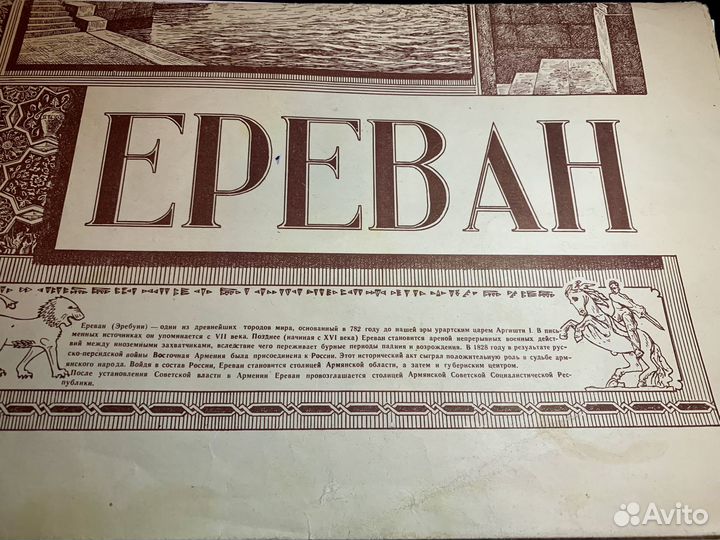 ЕРЕВАН
Ереван (Эребуни) — один из древнейших городов мира, основанный в 782 году до нашей эры урартским царем Аргишти I. В пись-
менных источниках он упоминается с VII века. Позднее (начиная с XVI века) Ереван становится ареной непрерывных военных дейст-
вий между иноземными захватчиками, вследствие чего переживает бурные периоды падния и возрождения. В 1828 году в результате рус-
ско-персидской войны Восточная Армения была присоединена к России. Этот исторический акт сыграл положительную роль в судьбе армянского народа.
янского народа. Войдя в состав России, Ереван становится столицей Армянской области, а затем и губернским центром.
После установления Советской власти в Армении Ереван провозглашается столицей Армянской Советской Социалистической Рес-
публики.
Avito